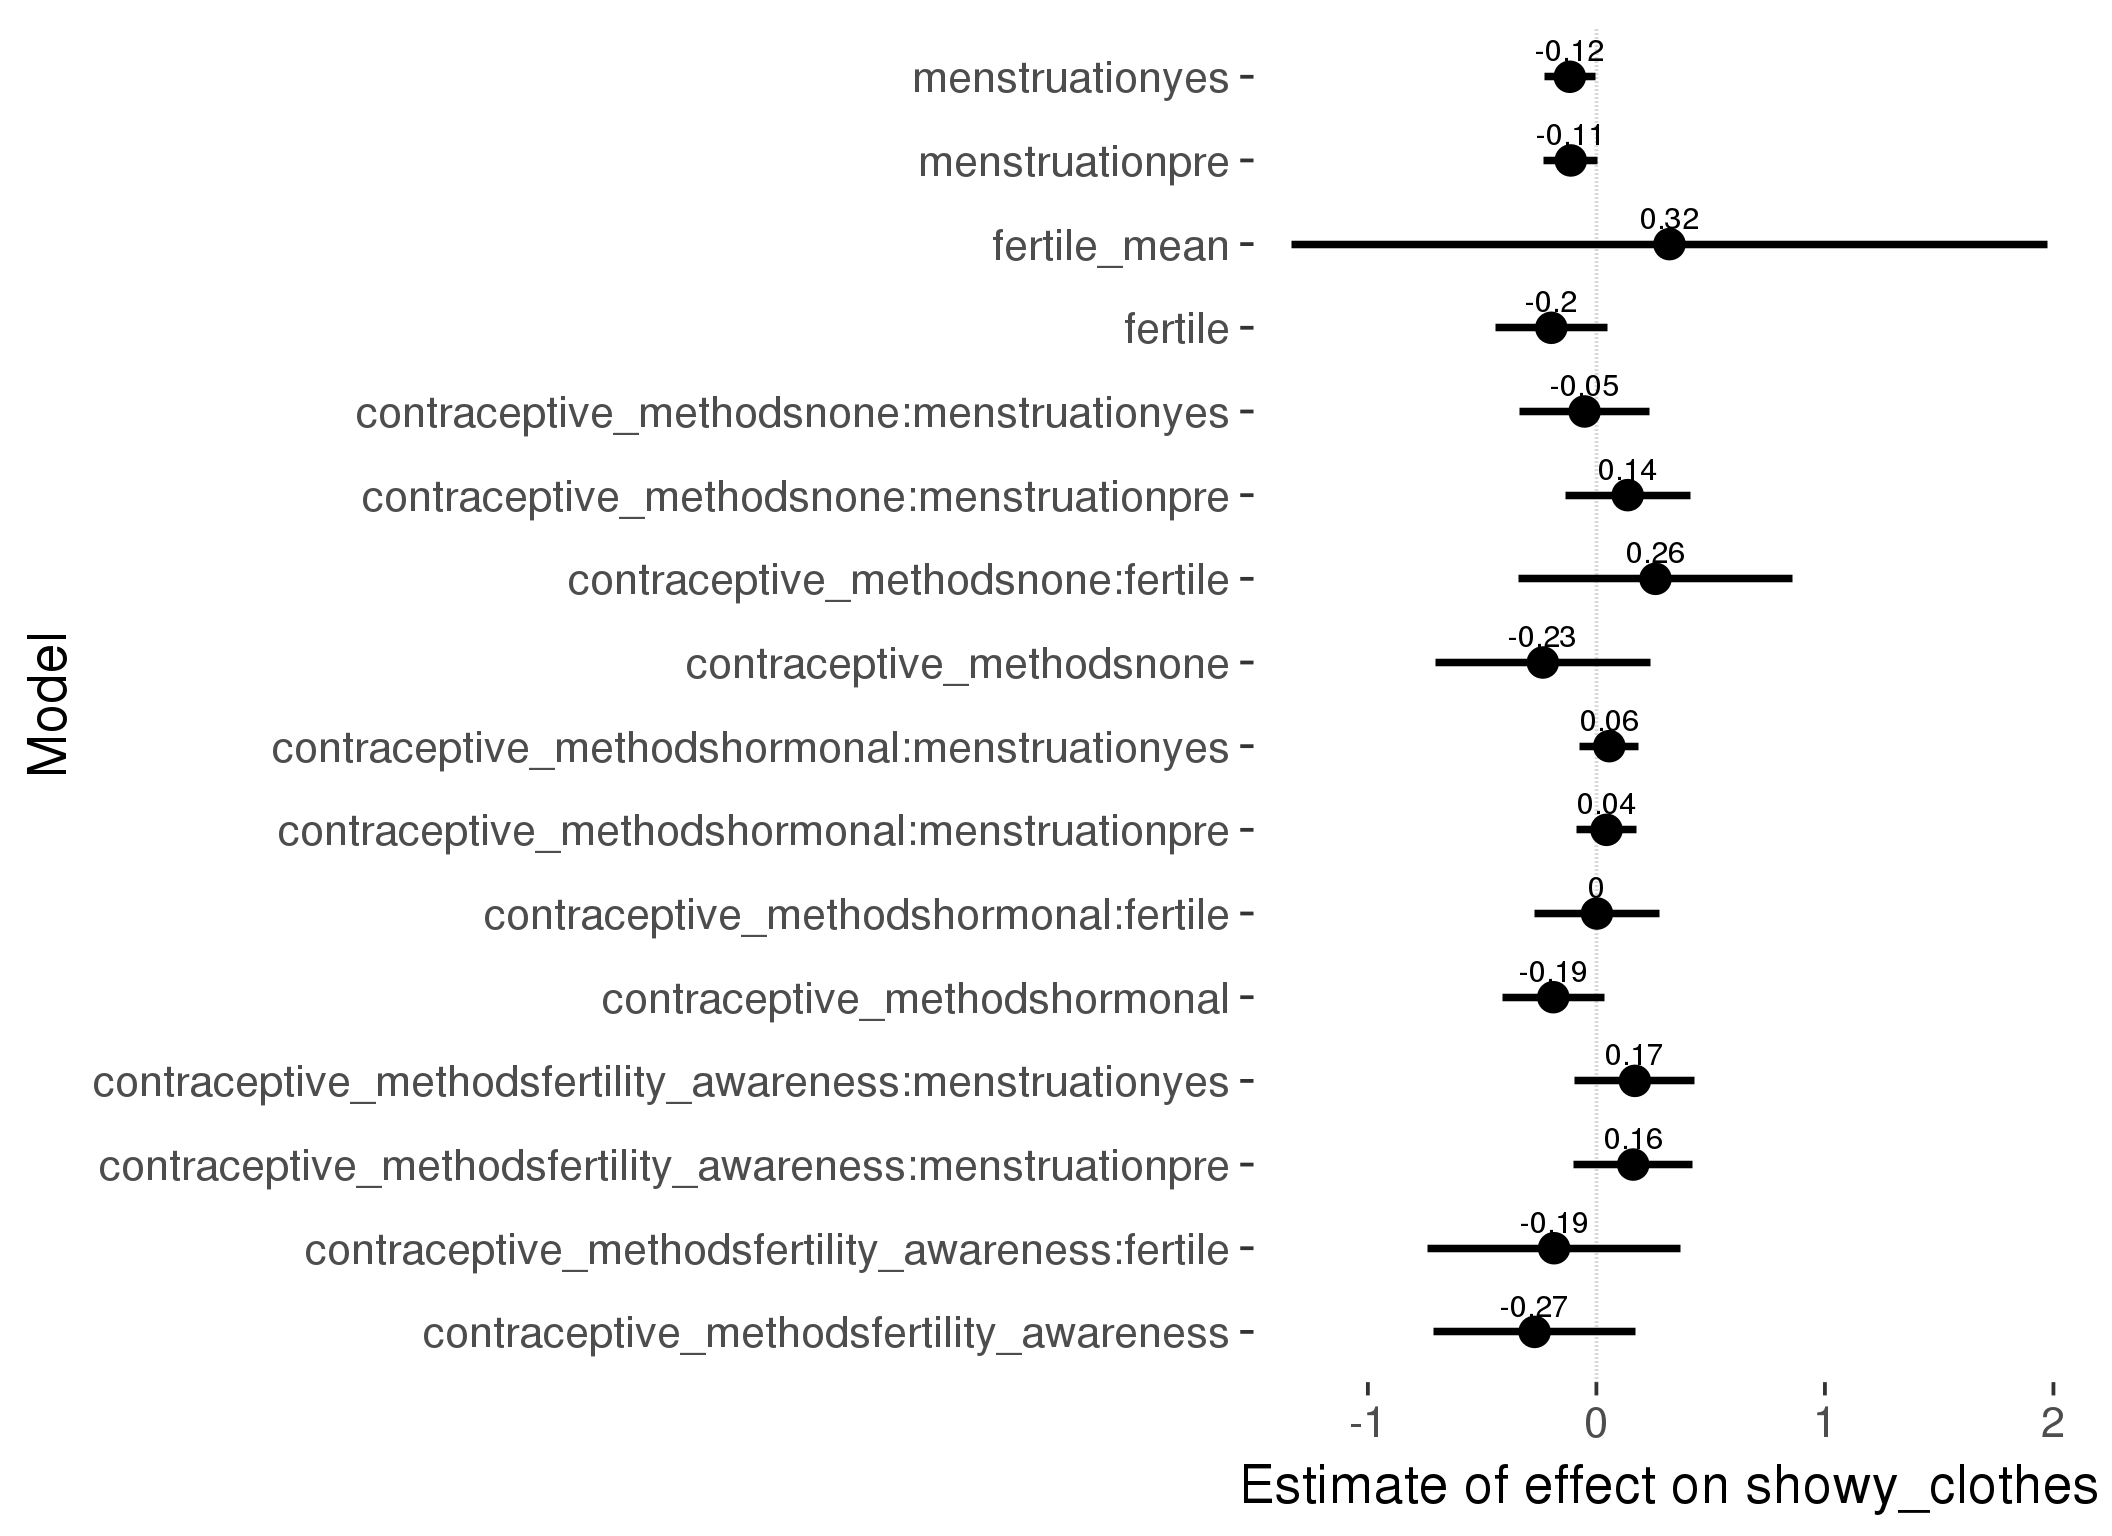 menstruationyes
-0.12
menstruationpre
-0.11
fertile_mean
0.32
fertile
-0.2
contraceptive_methodsnone:menstruationyes
-0.05
contraceptive_methodsnone:menstruationpre
0.14
contraceptive_methodsnone:fertile
0.26
contraceptive_methodsnone
-0.23
contraceptive_methodshormonal:menstruationyes
0.06
contraceptive_methodshormonal:menstruationpre
0.04
contraceptive_methodshormonal:fertile
0
contraceptive_methodshormonal
-0.19
contraceptive_methodsfertility_awareness:menstruationyes
0.17
contraceptive_methodsfertility_awareness:menstruationpre
0.16
contraceptive_methodsfertility_awareness:fertile
-0.19
contraceptive_methodsfertility_awareness
-0.27
Model
-1 0 1 2
Estimate of effect on showy_clothes